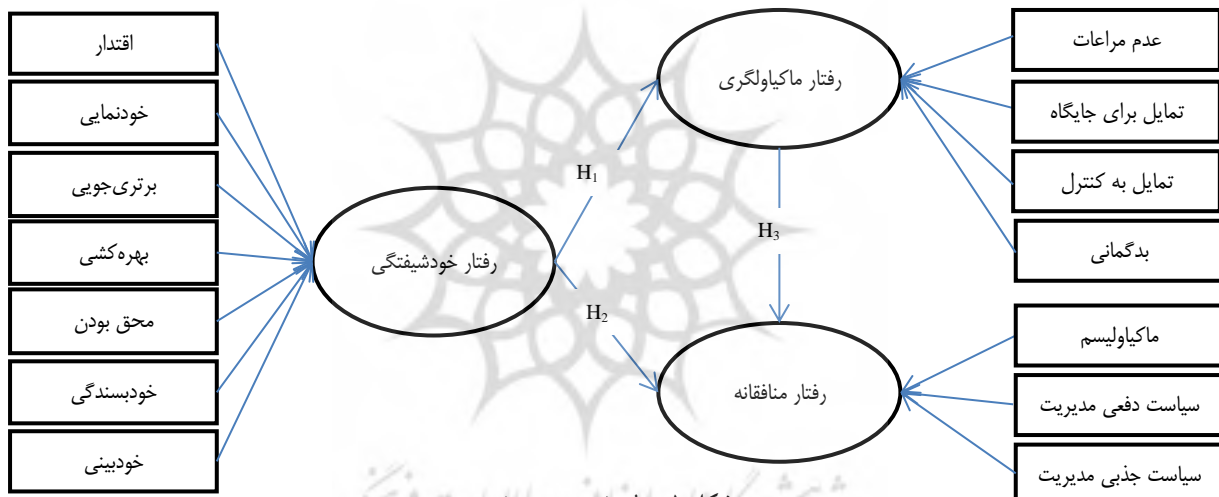 اقتدار
خودنمایی
برتری‌جویی
بهره‌کشی
محق بودن
خودبسندگی
خودبینی
رفتار خودشیفتگی
H1
H2
رفتار ماکیاولگری
H3
رفتار منافقانه
عدم مراعات
تمایل برای جایگاه
تمایل به کنترل
بدگمانی
ماکیاولیسم
سیاست دفعی مدیریت
سیاست جذبی مدیریت